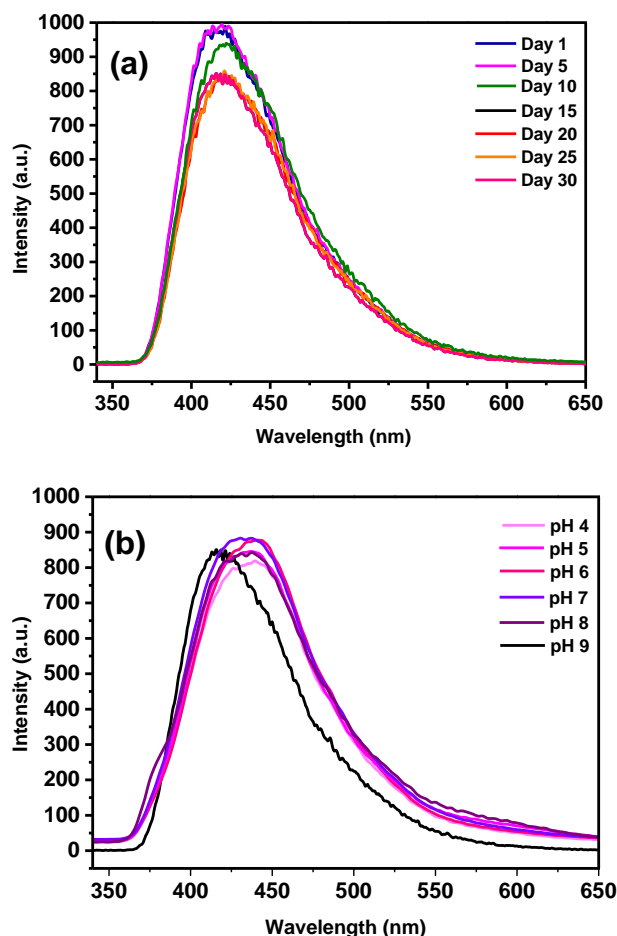 (a)
Day 1
Day 5
Day 10
Day 15
Day 20
Day 25
Day 30
Intensity (a.u.)
1000
900
800
700
600
500
400
300
200
100
0
350 400 450 500 550 600 650
Wavelength (nm)
(b)
pH 4
pH 5
pH 6
pH 7
pH 8
pH 9
Intensity (a.u.)
1000
900
800
700
600
500
400
300
200
100
0
350 400 450 500 550 600 650
Wavelength (nm)